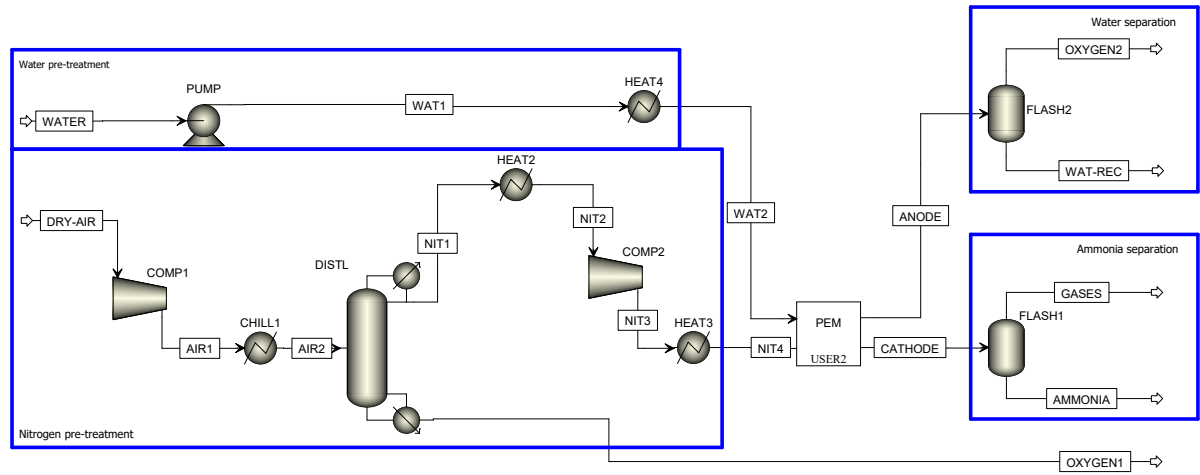 Water separation
OXYGEN2
FLASH2
WAT-REC
Water pre-treatment
PUMP
HEAT4
WAT1
WATER
HEAT2
DRY-AIR
NIT2
WAT2
ANODE
NIT1
COMP1
DISTL
COMP2
Ammonia separation
GASES
FLASH1
NIT3
HEAT3
PEM
CHILL1
AIR1
AIR2
NIT4
USER2
CATHODE
AMMONIA
Nitrogen pre-treatment
OXYGEN1